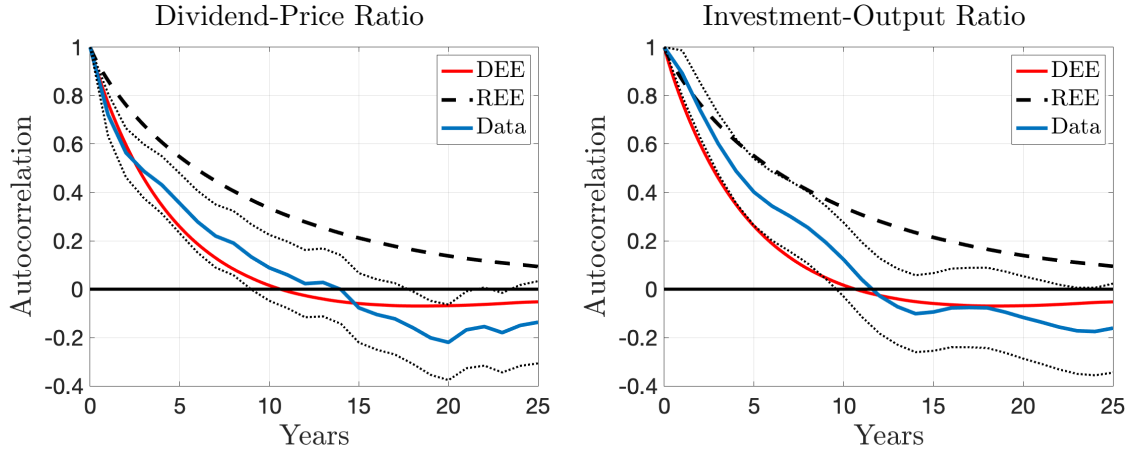 Dividend-Price Ratio
1
0.8
0.6
0.4
0.2
0
-0.2
-0.4
Autocorrelation
0 5 10 15 20 25
Years
DEE
REE
Data
Investment-Output Ratio
1
0.8
0.6
0.4
0.2
0
-0.2
-0.4
Autocorrelation
0 5 10 15 20 25
Years
DEE
REE
Data